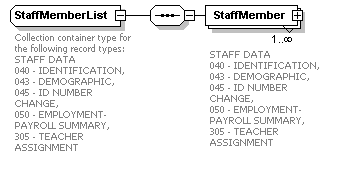 StaffMemberList
StaffMember
1..∞
Collection container type for
the following record types:
STAFF DATA
040 - IDENTIFICATION,
043 - DEMOGRAPHIC,
045 - ID NUMBER
CHANGE,
050 - EMPLOYMENT-
PAYROLL SUMMARY,
305 - TEACHER
ASSIGNMENT
STAFF DATA
040 - IDENTIFICATION,
043 - DEMOGRAPHIC,
045 - ID NUMBER
CHANGE,
050 - EMPLOYMENT-
PAYROLL SUMMARY,
305 - TEACHER
ASSIGNMENT